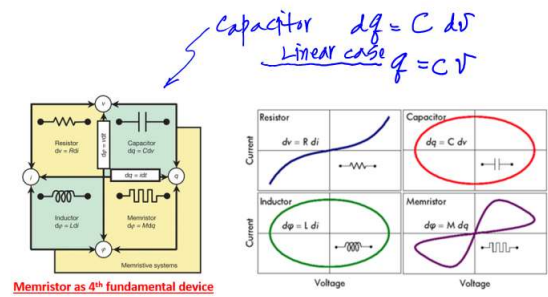 Capacitor dq = C dv
Linear case q = CV
v
dφ = vdt
Resistor
dv = Rdi
Capacitor
dq = Cdv
i
dq = idt
q
Inductor
dφ = Ldi
Memristor
dφ = Mdq
φ
Memristive systems
Memristor as 4th fundamental device
Resistor
dv = R di
Capacitor
dq = C dv
Current
Inductor
dφ = L di
Memristor
dφ = M dq
Current
Voltage
Voltage